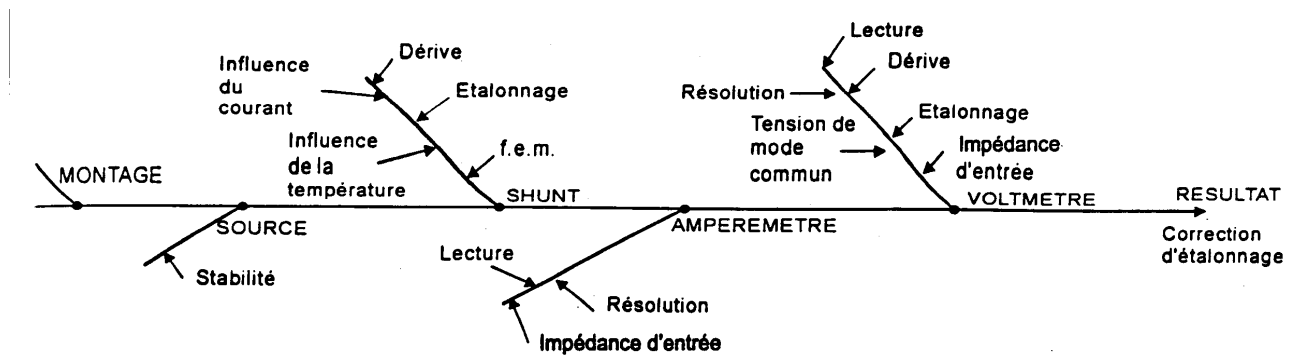 Lecture
Dérive
Dérive
Influence
du
courant
Etalonnage
Résolution
Etalonnage
Tension de
mode
commun
Influence
de la
température
f.e.m.
Impédance
d'entrée
MONTAGE
SHUNT
VOLTMETRE
RESULTAT
SOURCE
AMPEREMETRE
Correction
d'étalonnage
Stabilité
Lecture
Résolution
Impédance d'entrée